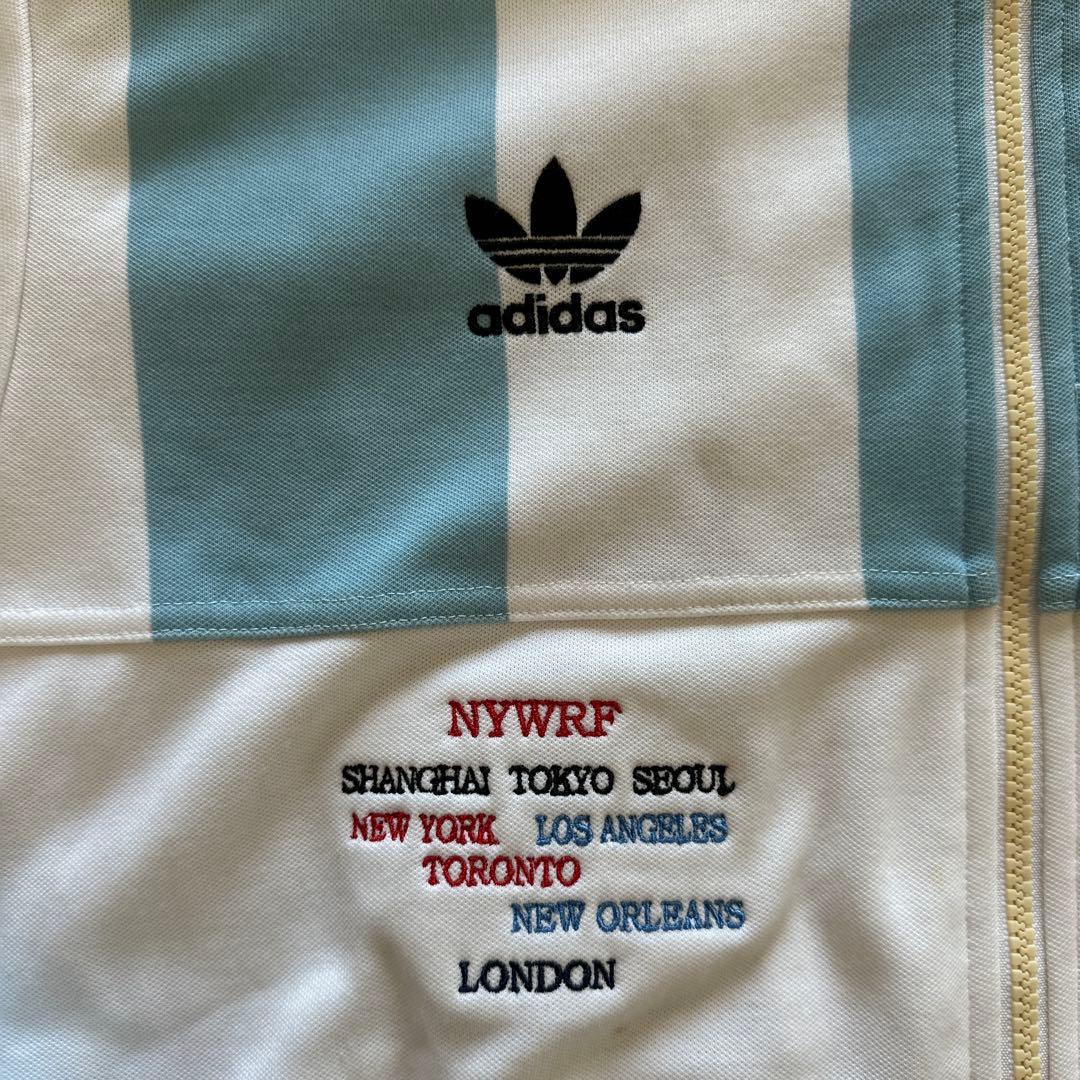 adidas
NYWRF
SHANGHAI TOKYO SEOUL
NEW YORK LOS ANGELES
TORONTO
NEW ORLEANS
LONDON